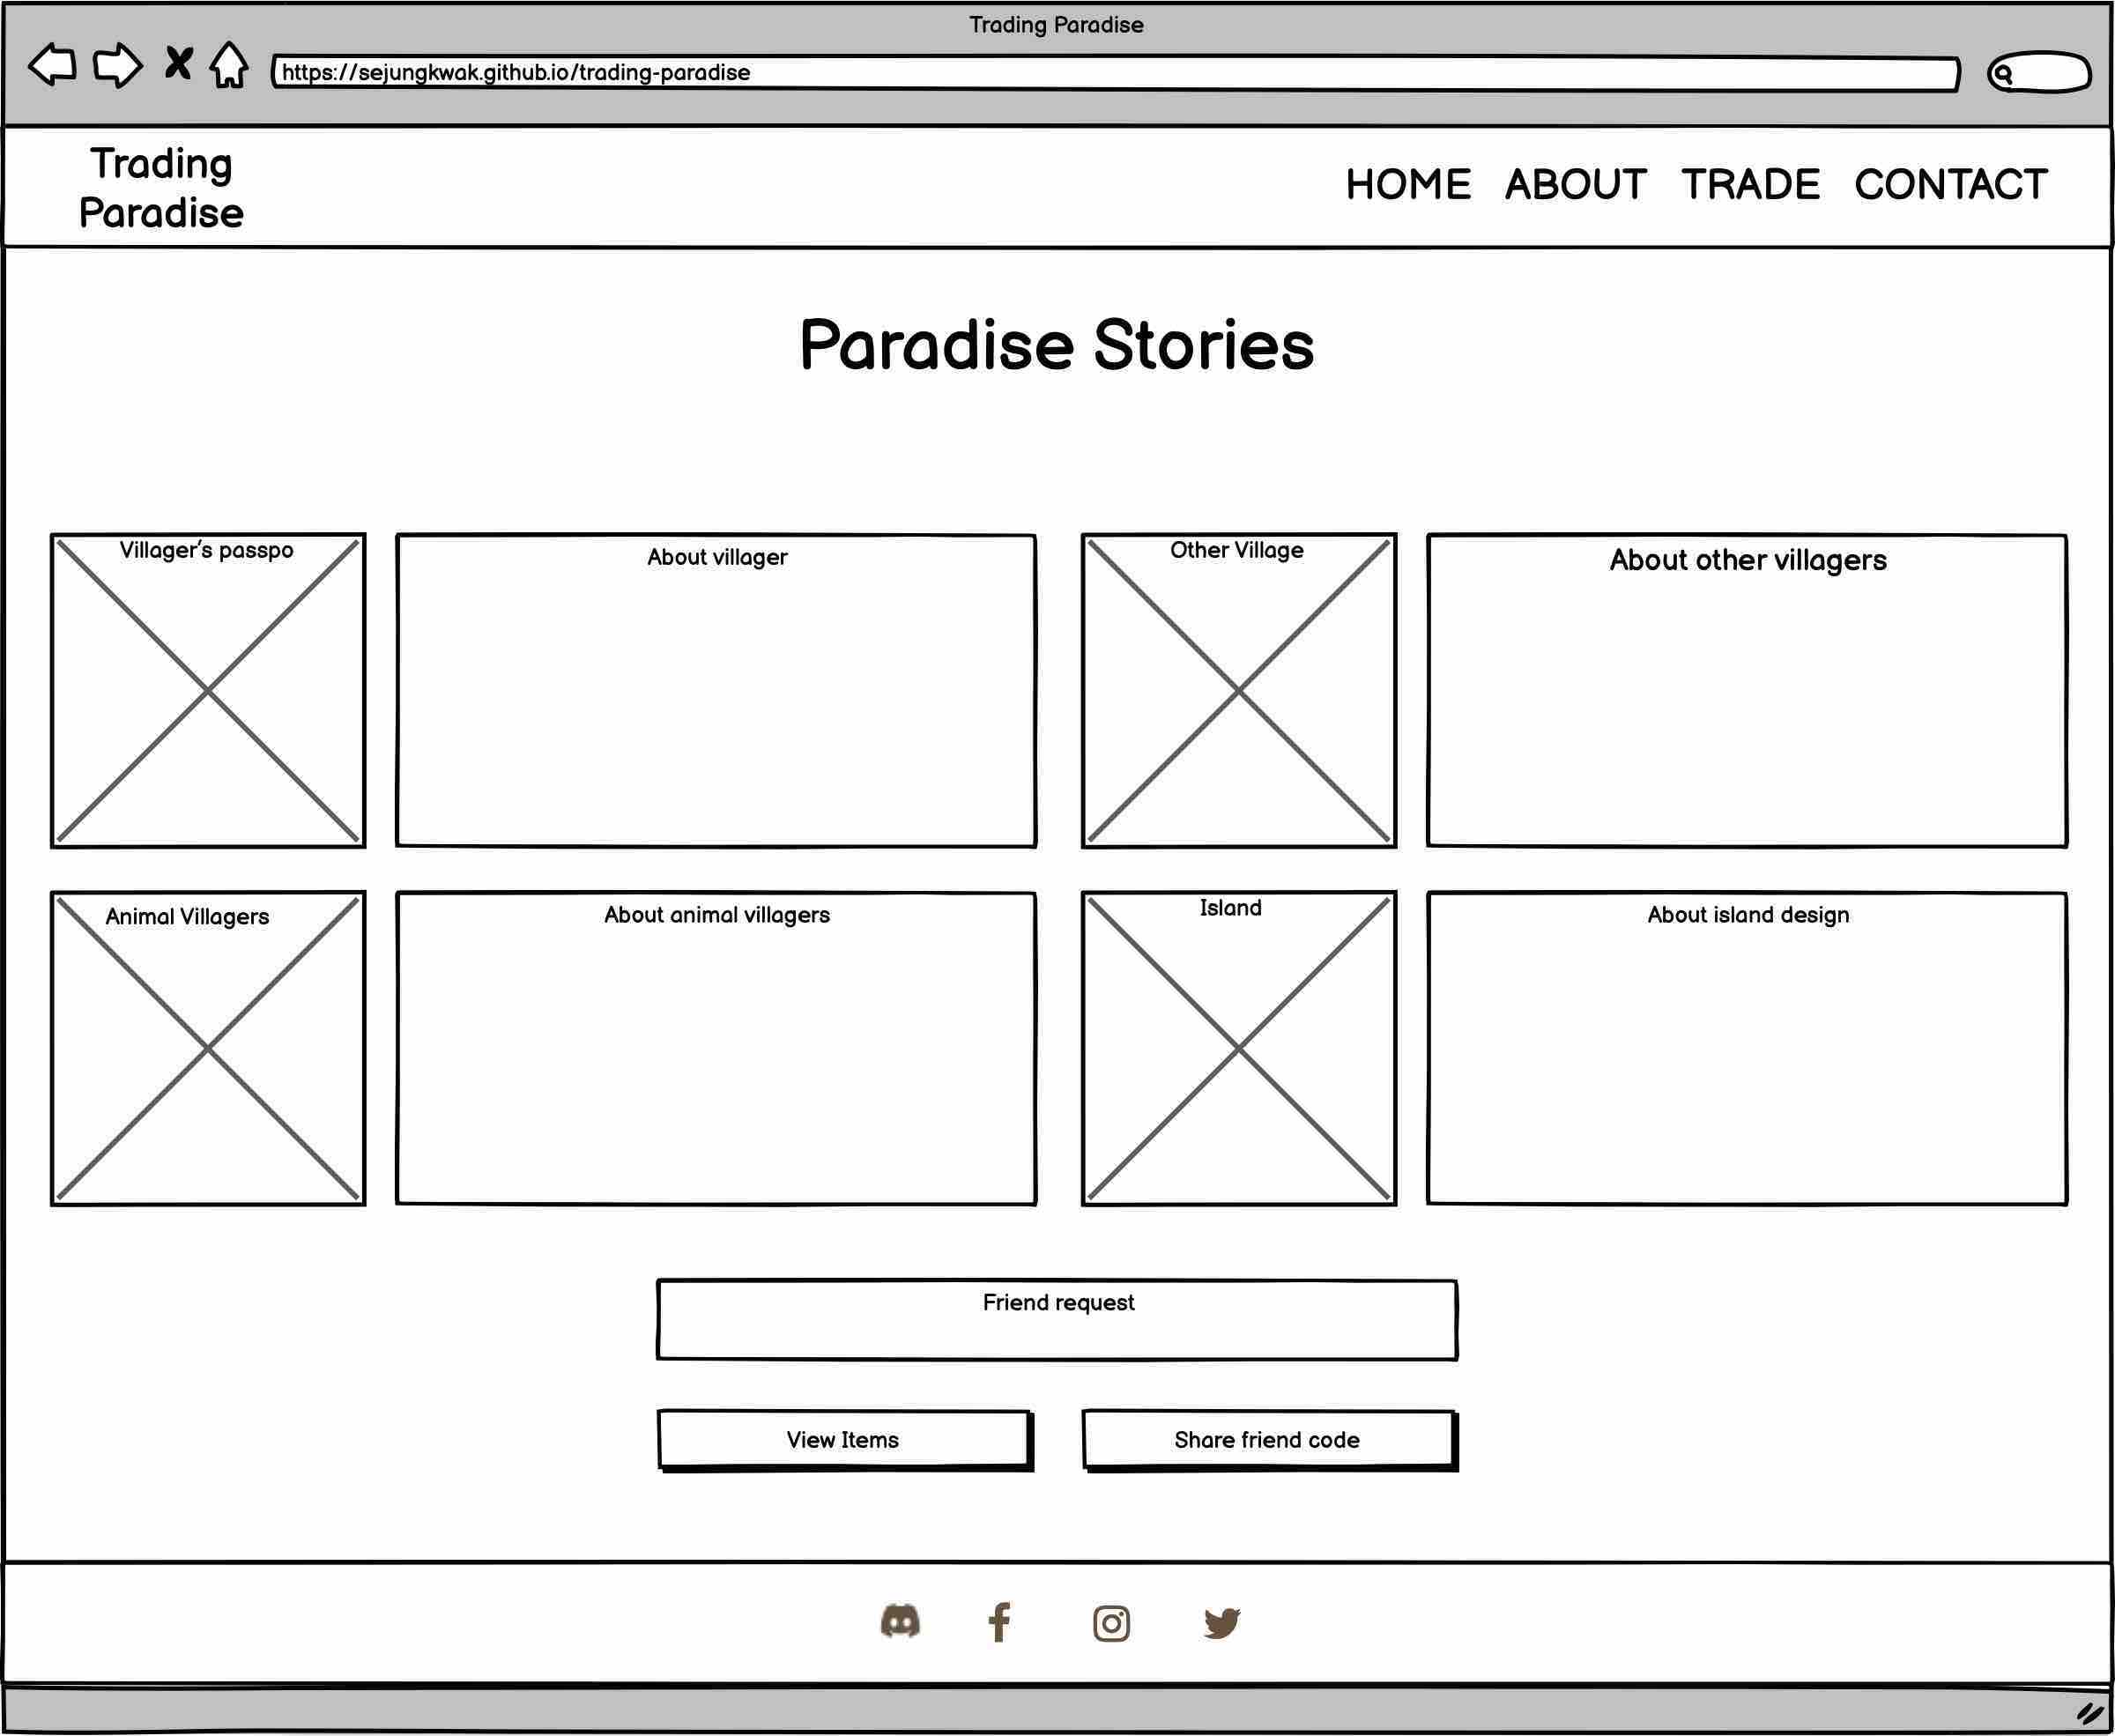 Trading Paradise
https://sejungkwak.github.io/trading-paradise
Trading
Paradise
HOME ABOUT TRADE CONTACT
Paradise Stories
Villager's passpo
About villager
Other Village
About other villagers
Animal Villagers
About animal villagers
Island
About island design
Friend request
View Items
Share friend code